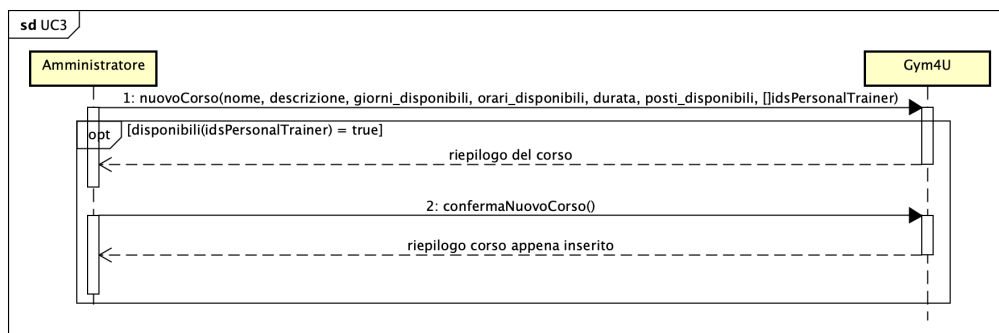 sd UC3
Amministratore
Gym4U
1: nuovoCorso(nome, descrizione, giorni_disponibili, orari_disponibili, durata, posti_disponibili, []idsPersonalTrainer)
opt
[disponibili(idsPersonalTrainer) = true]
riepilogo del corso
2: confermaNuovoCorso()
riepilogo corso appena inserito